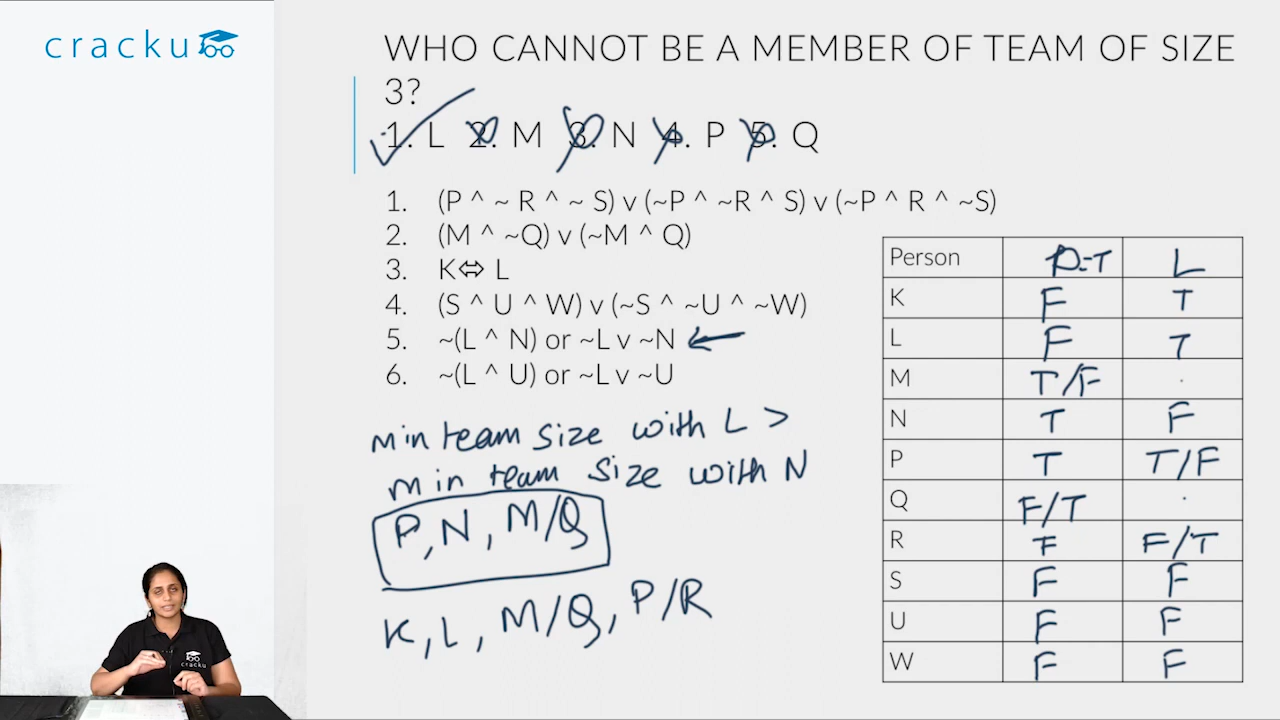 cracku
WHO CANNOT BE A MEMBER OF TEAM OF SIZE
3?
1. L 2. M 3. N 4. P 5. Q
1. (P ^ ~ R ^ ~ S) v (~P ^ ~R ^ S) v (~P ^ R ^ ~S)
2. (M ^ ~Q) v (~M ^ Q)
3. K⇔ L
4. (S ^ U ^ W) v (~S ^ ~U ^ ~W)
5. ~(L ^ N) or ~L v ~N
6. ~(L ^ U) or ~L v ~U
min team size with L >
min team size with N
P, N, M/Q
K, L, M/Q, P/R
Person P-T L
K F T
L F T
M T/F
N T F
P T T/F
Q F/T
R F F/T
S F F
U F F
W F F
cracku